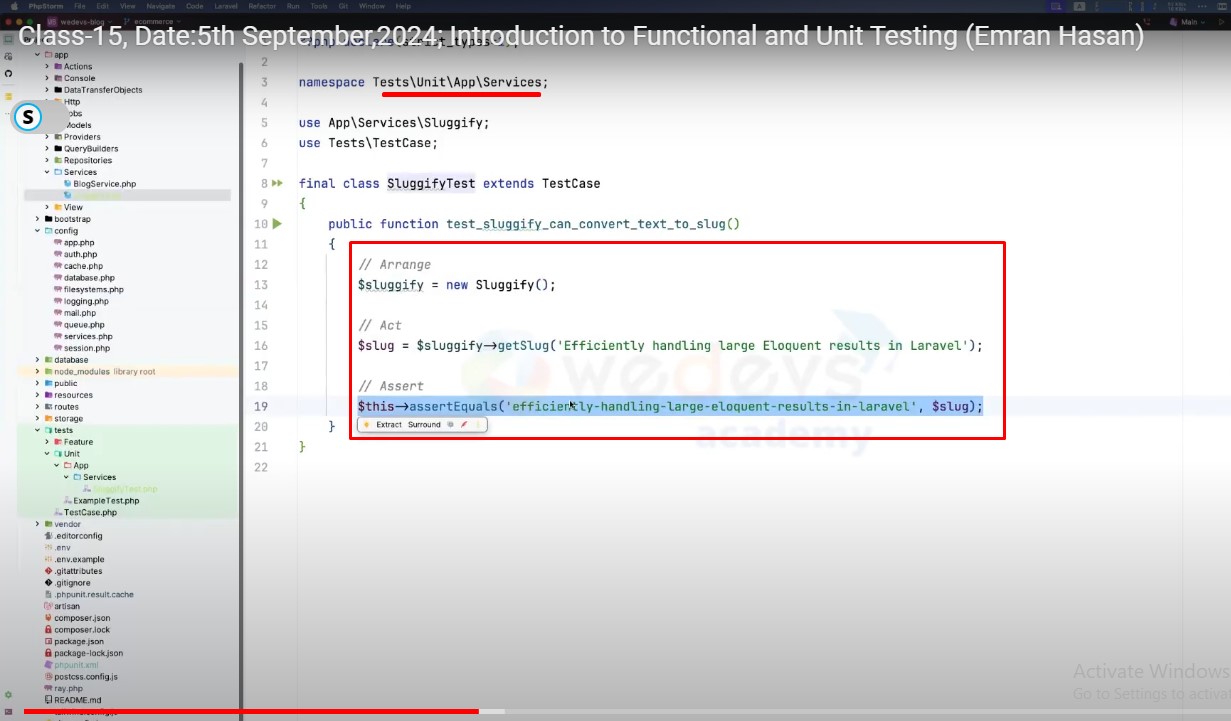 PhpStorm File Edit View Navigate Code Laravel Refactor Run Tools Git Window Help
wedevs-blog ecommerce Main
Class-15, Date:5th September,2024- Introduction to Functional and Unit Testing (Emran Hasan)
S
app
Actions
Console
DataTransferObjects
Http
Jobs
Models
Providers
QueryBuilders
Repositories
Services
BlogService.php
View
bootstrap
config
app.php
auth.php
cache.php
database.php
filesystems.php
logging.php
mail.php
queue.php
services.php
session.php
database
node_modules library root
public
resources
routes
storage
tests
Feature
Unit
App
Services
SluggifyTest.php
ExampleTest.php
TestCase.php
vendor
.editorconfig
.env
.env.example
.gitattributes
.gitignore
.phpunit.result.cache
artisan
composer.json
composer.lock
package.json
package-lock.json
phpunit.xml
postcss.config.js
ray.php
README.md
2
3 namespace Tests\Unit\App\Services;
4
5 use App\Services\Sluggify;
6 use Tests\TestCase;
7
8 final class SluggifyTest extends TestCase
9 {
10 public function test_sluggify_can_convert_text_to_slug()
11 {
12 // Arrange
13 $sluggify = new Sluggify();
14
15 // Act
16 $slug = $sluggify->getSlug('Efficiently handling large Eloquent results in Laravel');
17
18 // Assert
19 $this->assertEquals('efficiently-handling-large-eloquent-results-in-laravel', $slug);
20 }
Extract Surround
21 }
22
wedevs
academy
Activate Windows
Go to Settings to activa